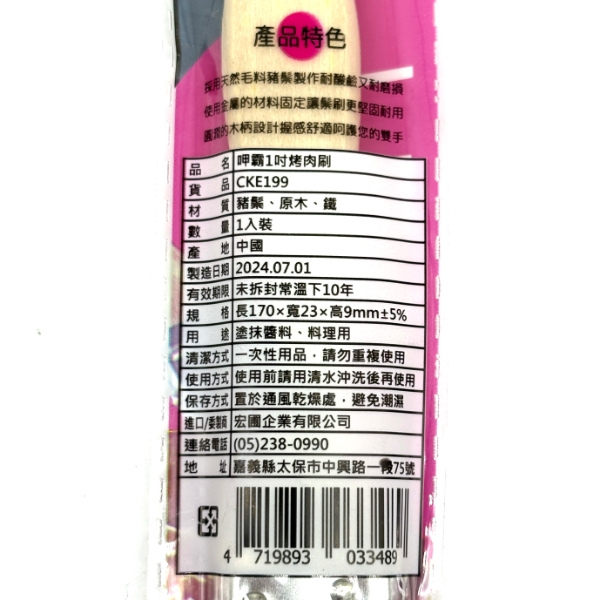 產品特色
採用天然毛料豬鬃製作耐酸鹼又耐磨損
使用金屬的材料固定讓鬃刷更堅固耐用
圓潤的木柄設計握感舒適呵護您的雙手
品名 呷霸1吋烤肉刷
貨品 CKE199
材質 豬鬃、原木、鐵
數量 1入裝
產地 中國
製造日期 2024.07.01
有效期限 未拆封常溫下10年
規格 長170×寬23×高9mm±5%
用途 塗抹醬料、料理用
清潔方式 一次性用品，請勿重複使用
使用方式 使用前請用清水沖洗後再使用
保存方式 置於通風乾燥處，避免潮濕
進口/委製商 宏圃企業有限公司
連絡電話 (05)238-0990
地址 嘉義縣太保市中興路一段75號
4 719893 033489